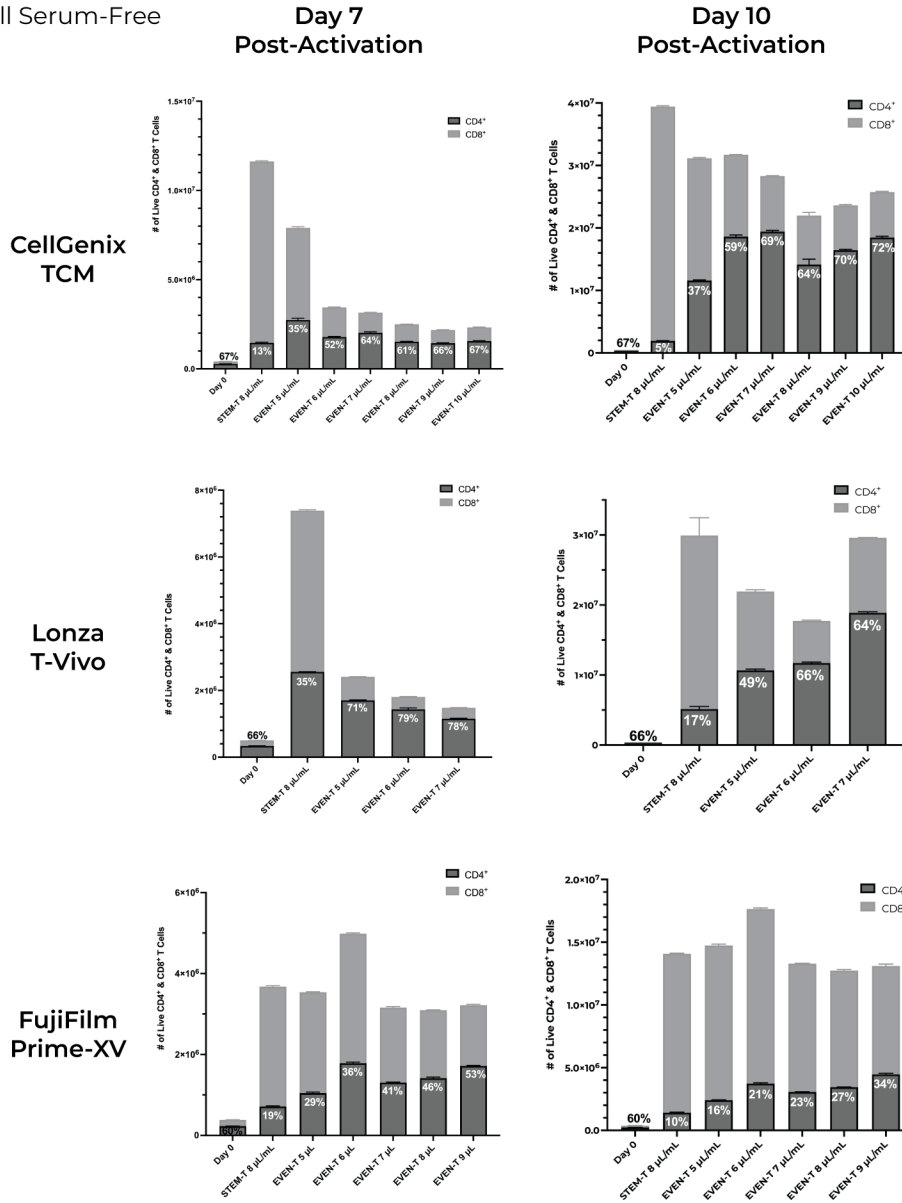 ll Serum-Free
Day 7
Post-Activation
Day 10
Post-Activation
CellGenix
TCM
# of Live CD4⁺ & CD8⁺ T Cells
1.5×10⁷
1.0×10⁷
5.0×10⁶
0.0
CD4⁺
CD8⁺
67%
13%
35%
52%
64%
61%
66%
67%
Day 0
STEM-T 8 µL/mL
EVEN-T 5 µL/mL
EVEN-T 6 µL/mL
EVEN-T 7 µL/mL
EVEN-T 8 µL/mL
EVEN-T 9 µL/mL
EVEN-T 10 µL/mL
# of Live CD4⁺ & CD8⁺ T Cells
4×10⁷
3×10⁷
2×10⁷
1×10⁷
0
CD4⁺
CD8⁺
67%
5%
37%
59%
69%
64%
70%
72%
Day 0
STEM-T 8 µL/mL
EVEN-T 5 µL/mL
EVEN-T 6 µL/mL
EVEN-T 7 µL/mL
EVEN-T 8 µL/mL
EVEN-T 9 µL/mL
EVEN-T 10 µL/mL
Lonza
T-Vivo
# of Live CD4⁺ & CD8⁺ T Cells
8×10⁶
6×10⁶
4×10⁶
2×10⁶
0
CD4⁺
CD8⁺
66%
35%
71%
79%
78%
Day 0
STEM-T 8 µL/mL
EVEN-T 5 µL/mL
EVEN-T 6 µL/mL
EVEN-T 7 µL/mL
# of Live CD4⁺ & CD8⁺ T Cells
3×10⁷
2×10⁷
1×10⁷
0
CD4⁺
CD8⁺
66%
17%
49%
66%
64%
Day 0
STEM-T 8 µL/mL
EVEN-T 5 µL/mL
EVEN-T 6 µL/mL
EVEN-T 7 µL/mL
FujiFilm
Prime-XV
# of Live CD4⁺ & CD8⁺ T Cells
6×10⁶
4×10⁶
2×10⁶
0
CD4⁺
CD8⁺
60%
19%
29%
36%
41%
46%
53%
Day 0
STEM-T 8 µL/mL
EVEN-T 5 µL
EVEN-T 6 µL
EVEN-T 7 µL
EVEN-T 8 µL
EVEN-T 9 µL
# of Live CD4⁺ & CD8⁺ T Cells
2.0×10⁷
1.5×10⁷
1.0×10⁷
5.0×10⁶
0.0
CD4
CD8
60%
10%
16%
21%
23%
27%
34%
Day 0
STEM-T 8 µL/mL
EVEN-T 5 µL/mL
EVEN-T 6 µL/mL
EVEN-T 7 µL/mL
EVEN-T 8 µL/mL
EVEN-T 9 µL/mL